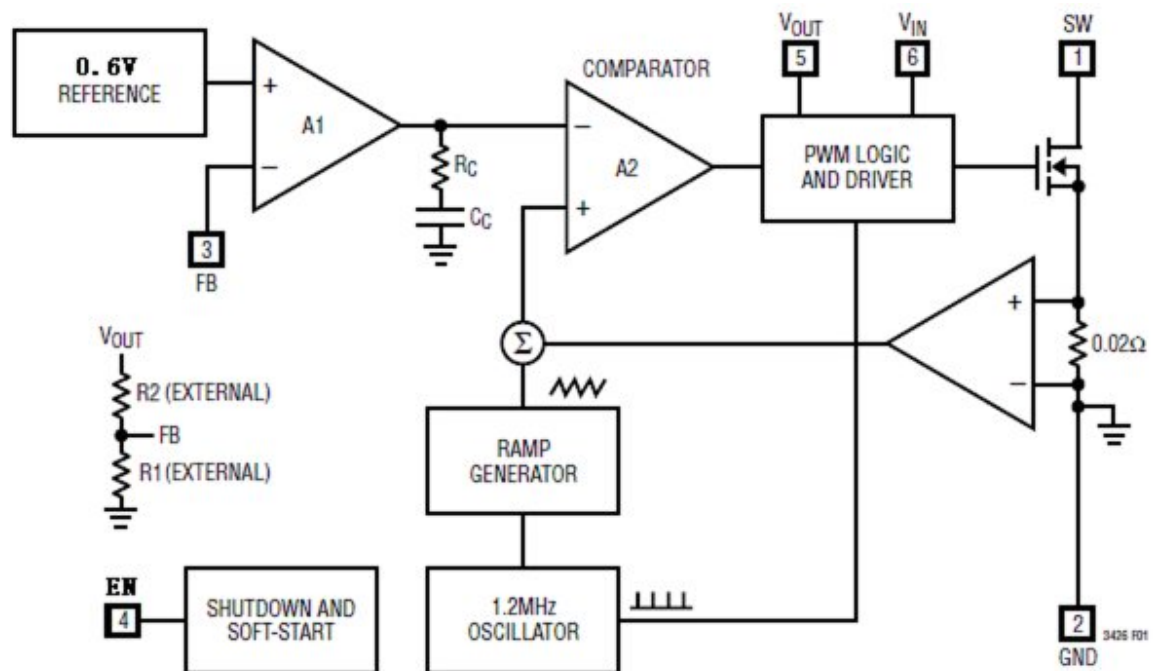 0.6V
REFERENCE
+
−
A1
3
FB
RC
CC
COMPARATOR
−
+
A2
VOUT
5
VIN
6
SW
1
PWM LOGIC
AND DRIVER
Σ
+
−
0.02Ω
VOUT
R2 (EXTERNAL)
FB
R1 (EXTERNAL)
RAMP
GENERATOR
EN
4
SHUTDOWN AND
SOFT-START
1.2MHz
OSCILLATOR
2
GND
3426 F01